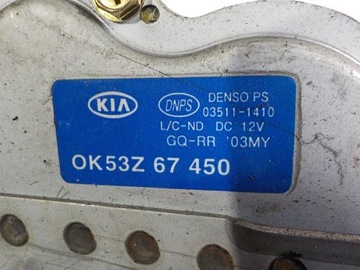 KIA
DNPS
DENSO PS
03511-1410
L/C-ND DC 12V
GQ-RR '03MY
OK53Z 67 450